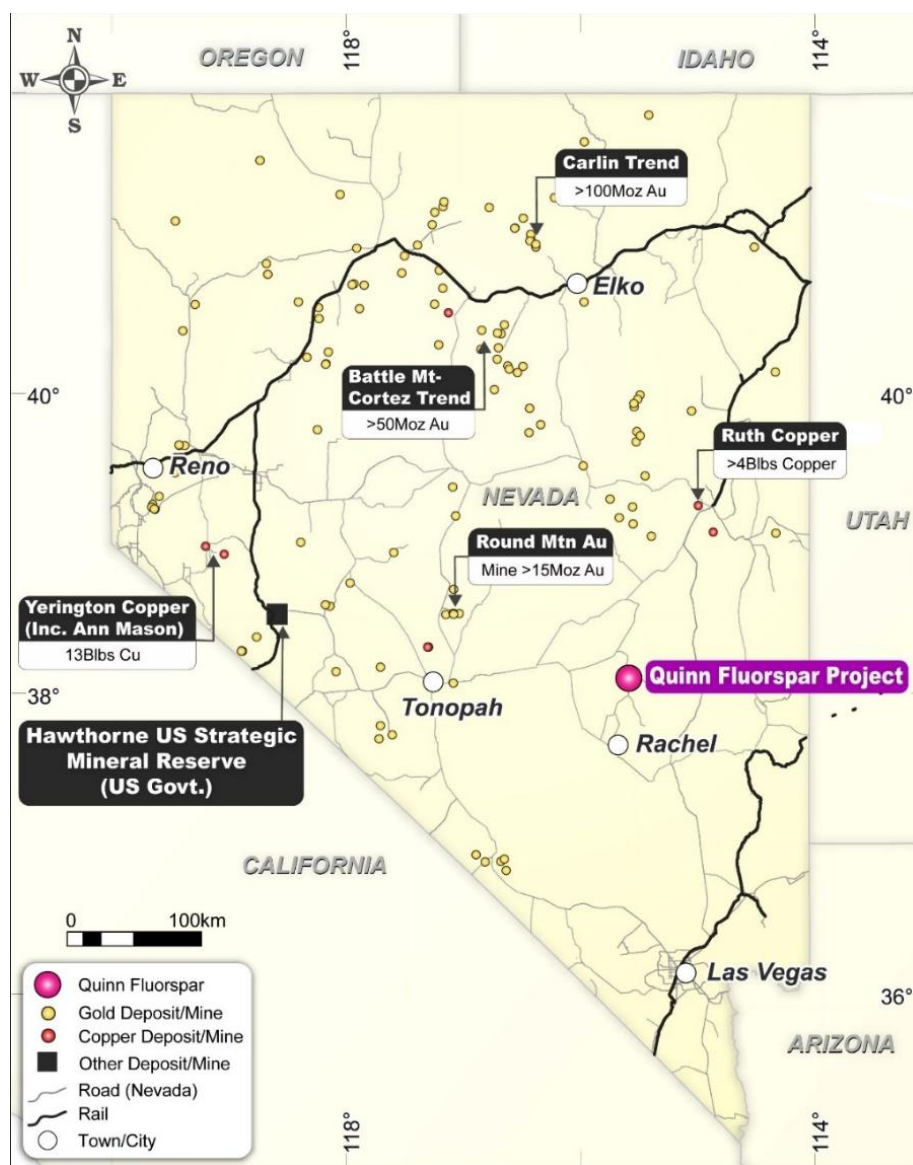 N
W E
S
OREGON
118°
IDAHO
114°
Carlin Trend
>100Moz Au
Elko
Battle Mt-
Cortez Trend
>50Moz Au
40°
40°
Ruth Copper
>4Blbs Copper
Reno
NEVADA
UTAH
Round Mtn Au
Mine >15Moz Au
Yerington Copper
(Inc. Ann Mason)
13Blbs Cu
Quinn Fluorspar Project
38°
Tonopah
Hawthorne US Strategic
Mineral Reserve
(US Govt.)
Rachel
CALIFORNIA
0 100km
Las Vegas
36°
Quinn Fluorspar
Gold Deposit/Mine
Copper Deposit/Mine
Other Deposit/Mine
Road (Nevada)
Rail
Town/City
ARIZONA
118°
114°